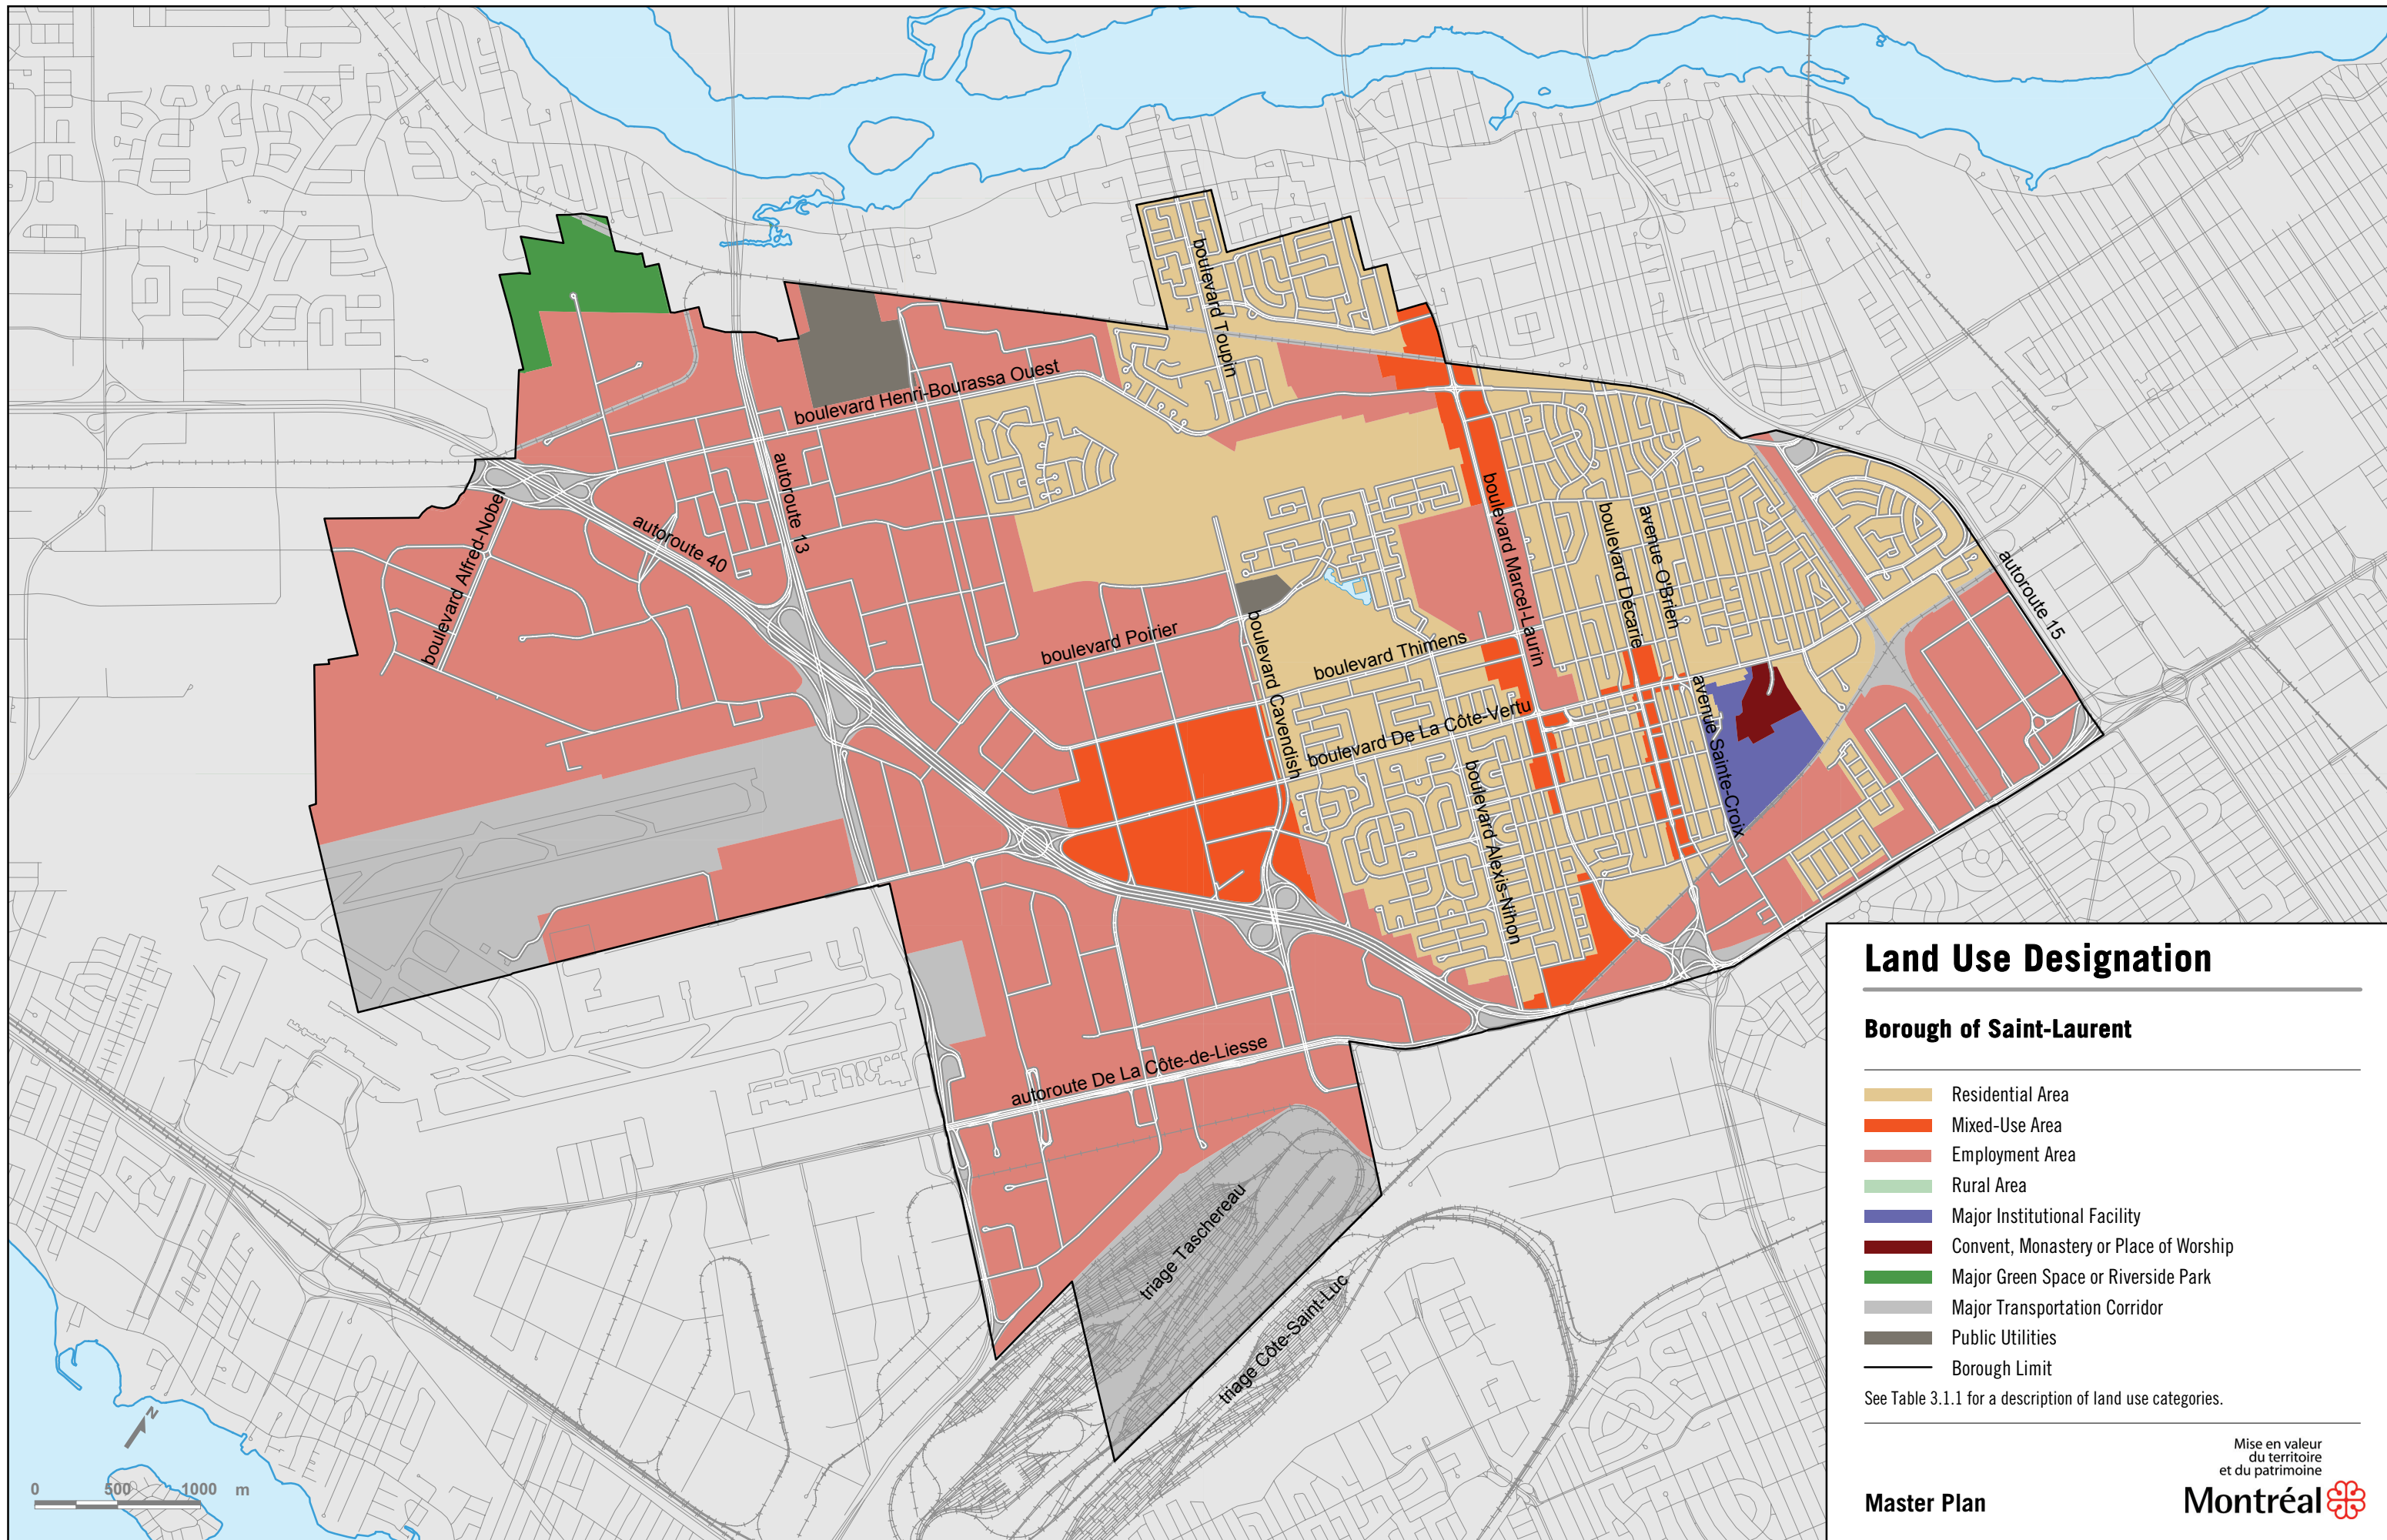 boulevard Toupin
boulevard Henri-Bourassa Ouest
autoroute 13
autoroute 40
boulevard Alfred-Nobel
boulevard Marcel-Laurin
boulevard Décarie
avenue O'Brien
autoroute 15
boulevard Poirier
boulevard Cavendish
boulevard Thimens
boulevard De La Côte-Vertu
avenue Sainte-Croix
boulevard Alexis-Nihon
autoroute De La Côte-de-Liesse
triage Taschereau
triage Côte-Saint-Luc
N
0 500 1000 m
Land Use Designation
Borough of Saint-Laurent
Residential Area
Mixed-Use Area
Employment Area
Rural Area
Major Institutional Facility
Convent, Monastery or Place of Worship
Major Green Space or Riverside Park
Major Transportation Corridor
Public Utilities
Borough Limit
See Table 3.1.1 for a description of land use categories.
Mise en valeur
du territoire
et du patrimoine
Master Plan
Montréal